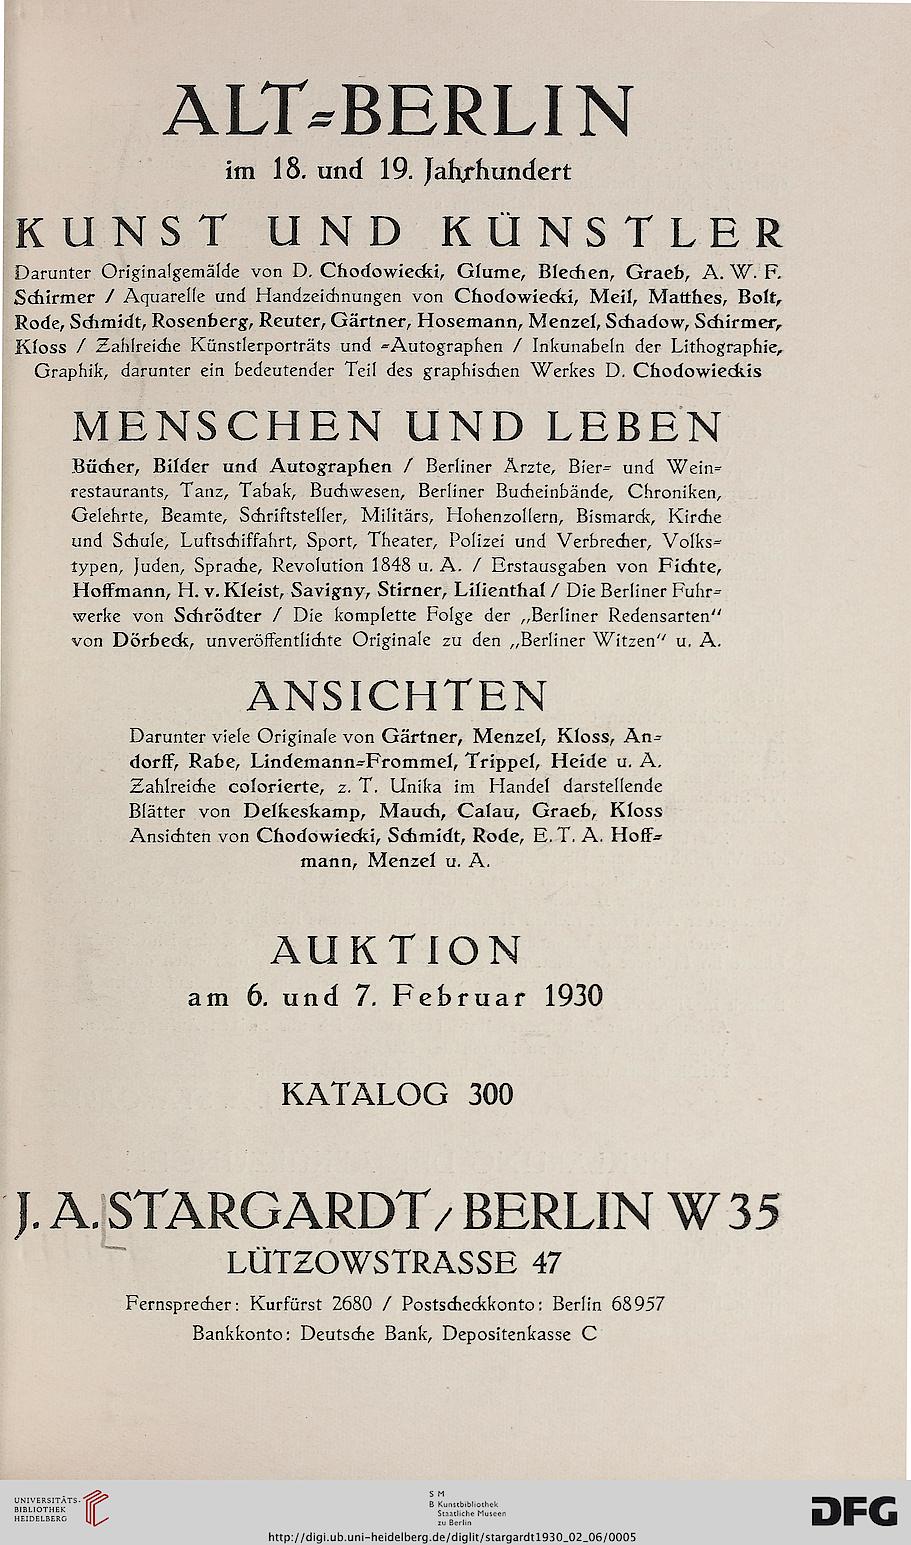 ALT-BERLIN
im 18. und 19. Jahrhundert
KUNST UND KÜNSTLER
Darunter Originalgemälde von D. Chodowiecki, Glume, Blechen, Graeb, A. W. F.
Schirmer / Aquarelle und Handzeichnungen von Chodowiecki, Meil, Matthes, Bolt,
Rode, Schmidt, Rosenberg, Reuter, Gärtner, Hosemann, Menzel, Schadow, Schirmer,
Kloss / Zahlreiche Künstlerporträts und -Autographen / Inkunabeln der Lithographie,
Graphik, darunter ein bedeutender Teil des graphischen Werkes D. Chodowieckis
MENSCHEN UND LEBEN
Bücher, Bilder und Autographen / Berliner Ärzte, Bier- und Wein-
restaurants, Tanz, Tabak, Buchwesen, Berliner Bucheinbände, Chroniken,
Gelehrte, Beamte, Schriftsteller, Militärs, Hohenzollern, Bismarck, Kirche
und Schule, Luftschiffahrt, Sport, Theater, Polizei und Verbrecher, Volks-
typen, Juden, Sprache, Revolution 1848 u. A. / Erstausgaben von Fichte,
Hoffmann, H. v. Kleist, Savigny, Stirner, Lilienthal / Die Berliner Fuhr-
werke von Schrödter / Die komplette Folge der „Berliner Redensarten“
von Dörbeck, unveröffentlichte Originale zu den „Berliner Witzen“ u. A.
ANSICHTEN
Darunter viele Originale von Gärtner, Menzel, Kloss, An-
dorff, Rabe, Lindemann-Frommel, Trippel, Heide u. A.
Zahlreiche colorierte, z. T. Unika im Handel darstellende
Blätter von Delkeskamp, Mauch, Calau, Graeb, Kloss
Ansichten von Chodowiecki, Schmidt, Rode, E. T. A. Hoff-
mann, Menzel u. A.
AUKTION
am 6. und 7. Februar 1930
KATALOG 300
J. A. STARGARDT / BERLIN W 35
LÜTZOWSTRASSE 47
Fernsprecher: Kurfürst 2680 / Postscheckkonto: Berlin 68957
Bankkonto: Deutsche Bank, Depositenkasse C
UNIVERSITÄTS-
BIBLIOTHEK
HEIDELBERG
S M
B Kunstbibliothek
Staatliche Museen
zu Berlin
DFG
http://digi.ub.uni-heidelberg.de/diglit/stargardt1930_02_06/0005